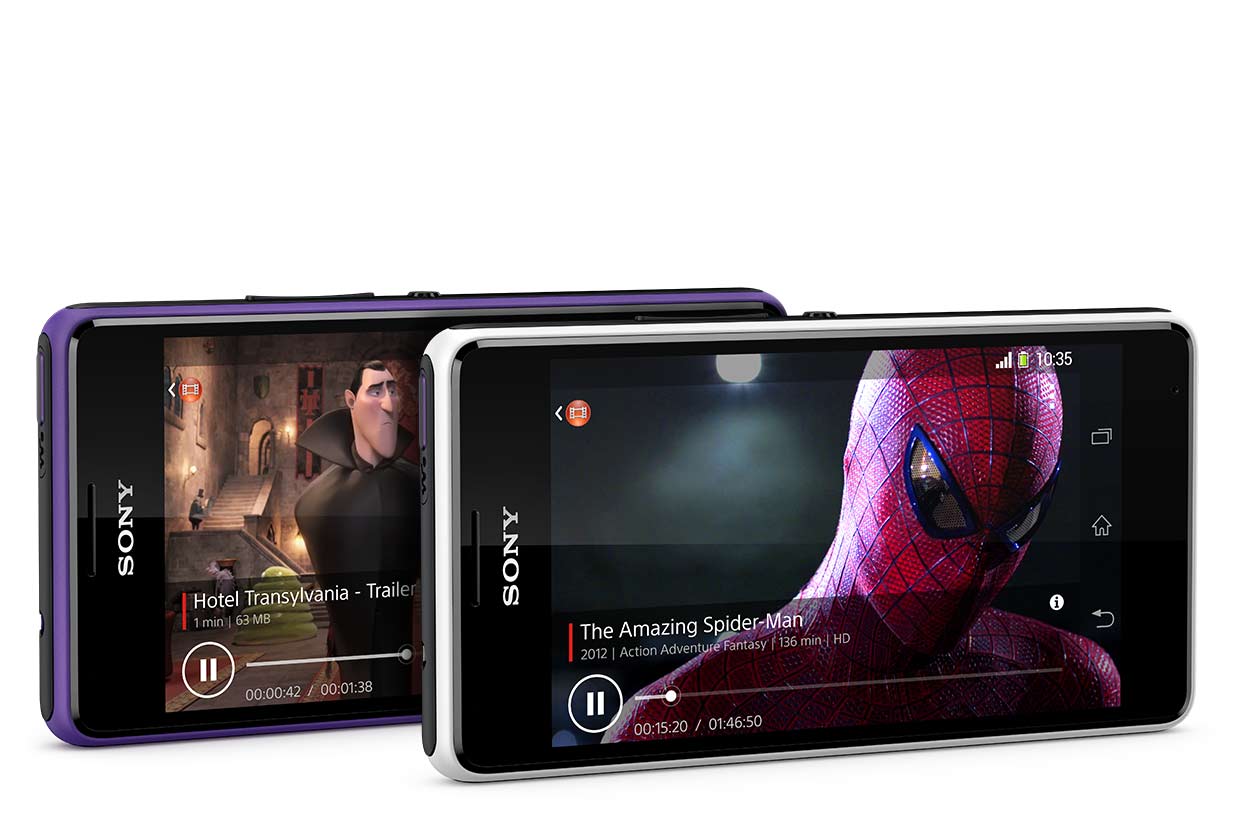 SONY
Hotel Transylvania - Trailer
1 min | 63 MB
00:00:42 / 00:01:38
SONY
10:35
The Amazing Spider-Man
2012 | Action Adventure Fantasy | 136 min | HD
00:15:20 / 01:46:50